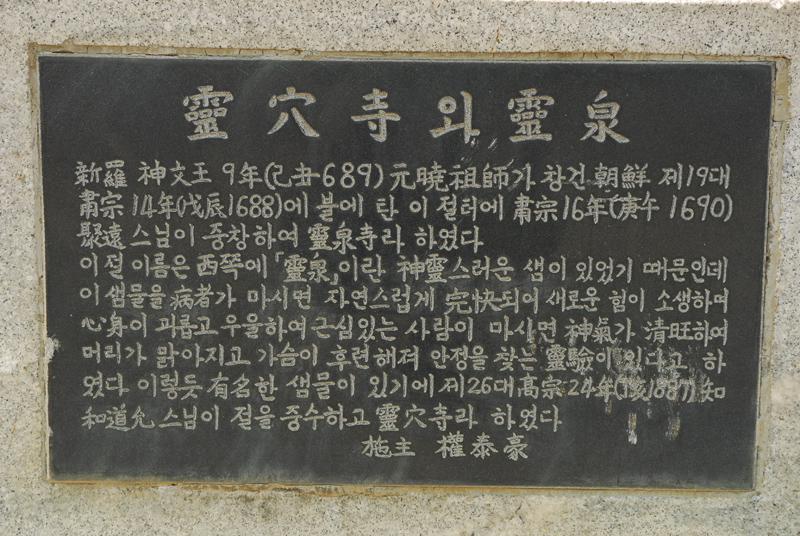 靈穴寺와靈泉
新羅 神文王 9年(己丑689) 元曉祖師가 창건 朝鮮 제19대
肅宗 14年(戊辰1688)에 불에 탄 이 절터에 肅宗16年(庚午 1690)
聚遠 스님이 중창하여 靈泉寺라 하였다
이절 이름은 西쪽에「靈泉」이란 神靈스러운 샘이 있었기 때문인데
이 샘물을 病者가 마시면 자연스럽게 完快되어 새로운 힘이 소생하며
心身이 괴롭고 우울하여 근심있는 사람이 마시면 神氣가 清旺하여
머리가 맑아지고 가슴이 후련해져 안정을 찾는 靈驗이 있다고 하
였다 이렇듯 有名한 샘물이 있기에 제26대 高宗 24年(丁亥1887) 知
和道允스님이 절을 중수하고 靈穴寺라 하였다
施主 權泰豪